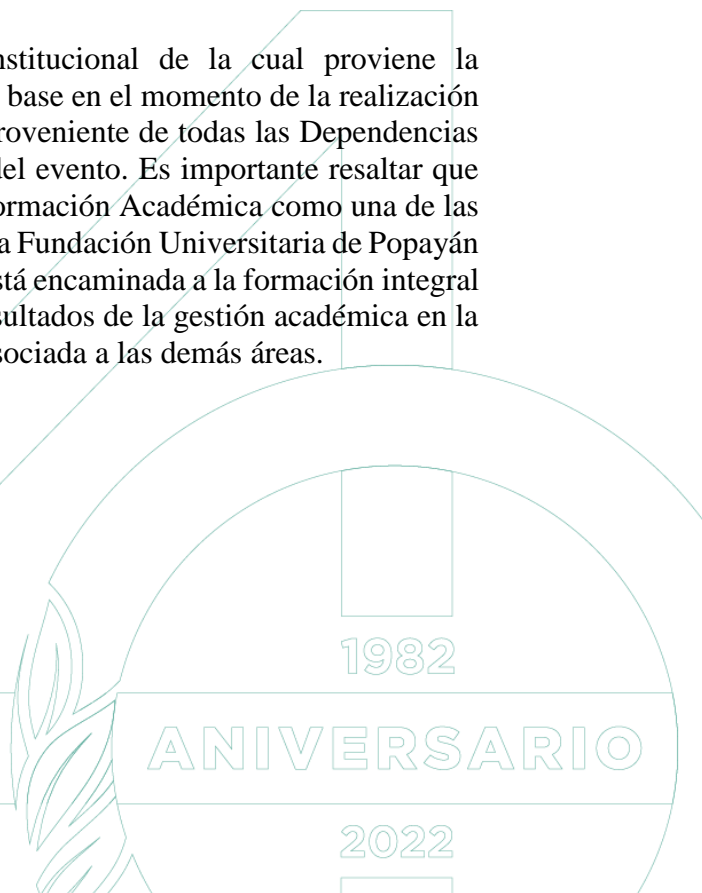 nstitucional de la cual proviene la
base en el momento de la realización
roveniente de todas las Dependencias
del evento. Es importante resaltar que
ormación Académica como una de las
a Fundación Universitaria de Popayán
stá encaminada a la formación integral
sultados de la gestión académica en la
sociada a las demás áreas.
1982
ANIVERSARIO
2022